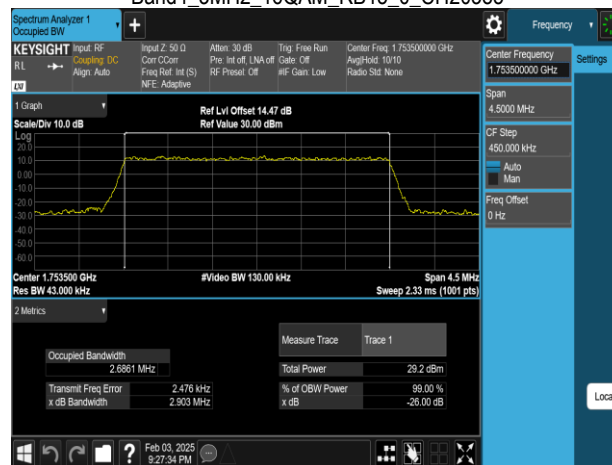 Spectrum Analyzer 1
Occupied BW
+
Frequency
KEYSIGHT
RL
Input: RF
Coupling: DC
Align: Auto
Input Z: 50 Ω
Corr CCorr
Freq Ref: Int (S)
NFE: Adaptive
Atten: 30 dB
Pre: Int off, LNA off
RF Presel: Off
Trig: Free Run
Gate: Off
#IF Gain: Low
Center Freq: 1.753500000 GHz
Avg|Hold: 10/10
Radio Std: None
LXI
1 Graph
Scale/Div 10.0 dB
Ref Lvl Offset 14.47 dB
Ref Value 30.00 dBm
Log
20.0
10.0
0.00
-10.0
-20.0
-30.0
-40.0
-50.0
-60.0
Center 1.753500 GHz
Res BW 43.000 kHz
#Video BW 130.00 kHz
Span 4.5 MHz
Sweep 2.33 ms (1001 pts)
2 Metrics
Measure Trace
Trace 1
Occupied Bandwidth
2.6861 MHz
Total Power
29.2 dBm
Transmit Freq Error
2.476 kHz
% of OBW Power
99.00 %
x dB Bandwidth
2.903 MHz
x dB
-26.00 dB
Feb 03, 2025
9:27:34 PM
?
Center Frequency
1.753500000 GHz
Settings
Span
4.5000 MHz
CF Step
450.000 kHz
Auto
Man
Freq Offset
0 Hz
Loca